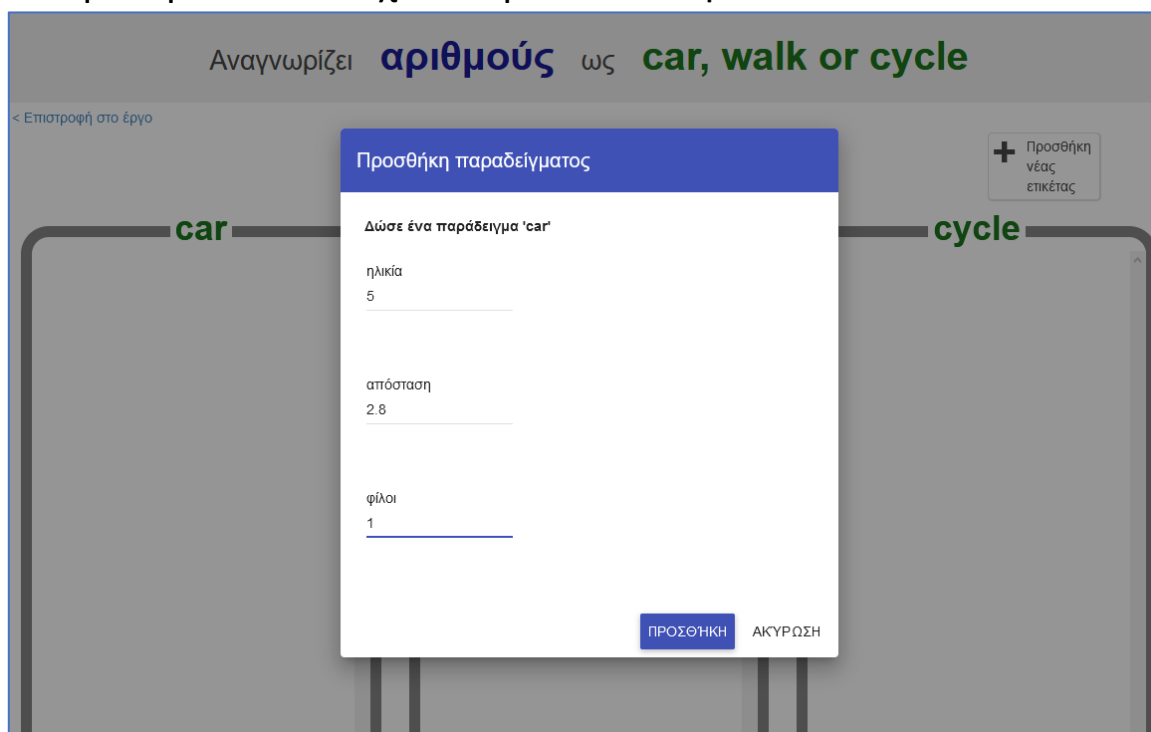 Αναγνωρίζει αριθμούς ως car, walk or cycle
< Επιστροφή στο έργο
Προσθήκη παραδείγματος
+ Προσθήκη
νέας
ετικέτας
car
cycle
Δώσε ένα παράδειγμα 'car'
ηλικία
5
απόσταση
2.8
φίλοι
1
ΠΡΟΣΘΉΚΗ ΑΚΎΡΩΣΗ